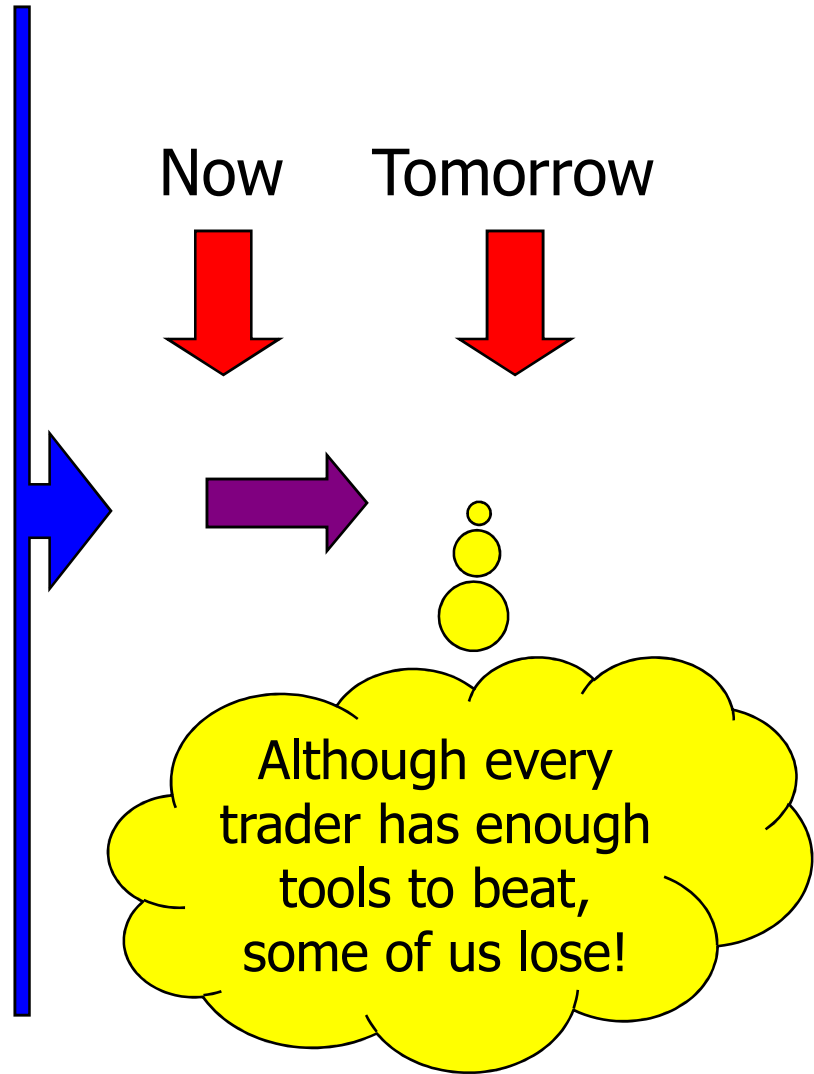 Now Tomorrow
Although every
trader has enough
tools to beat,
some of us lose!